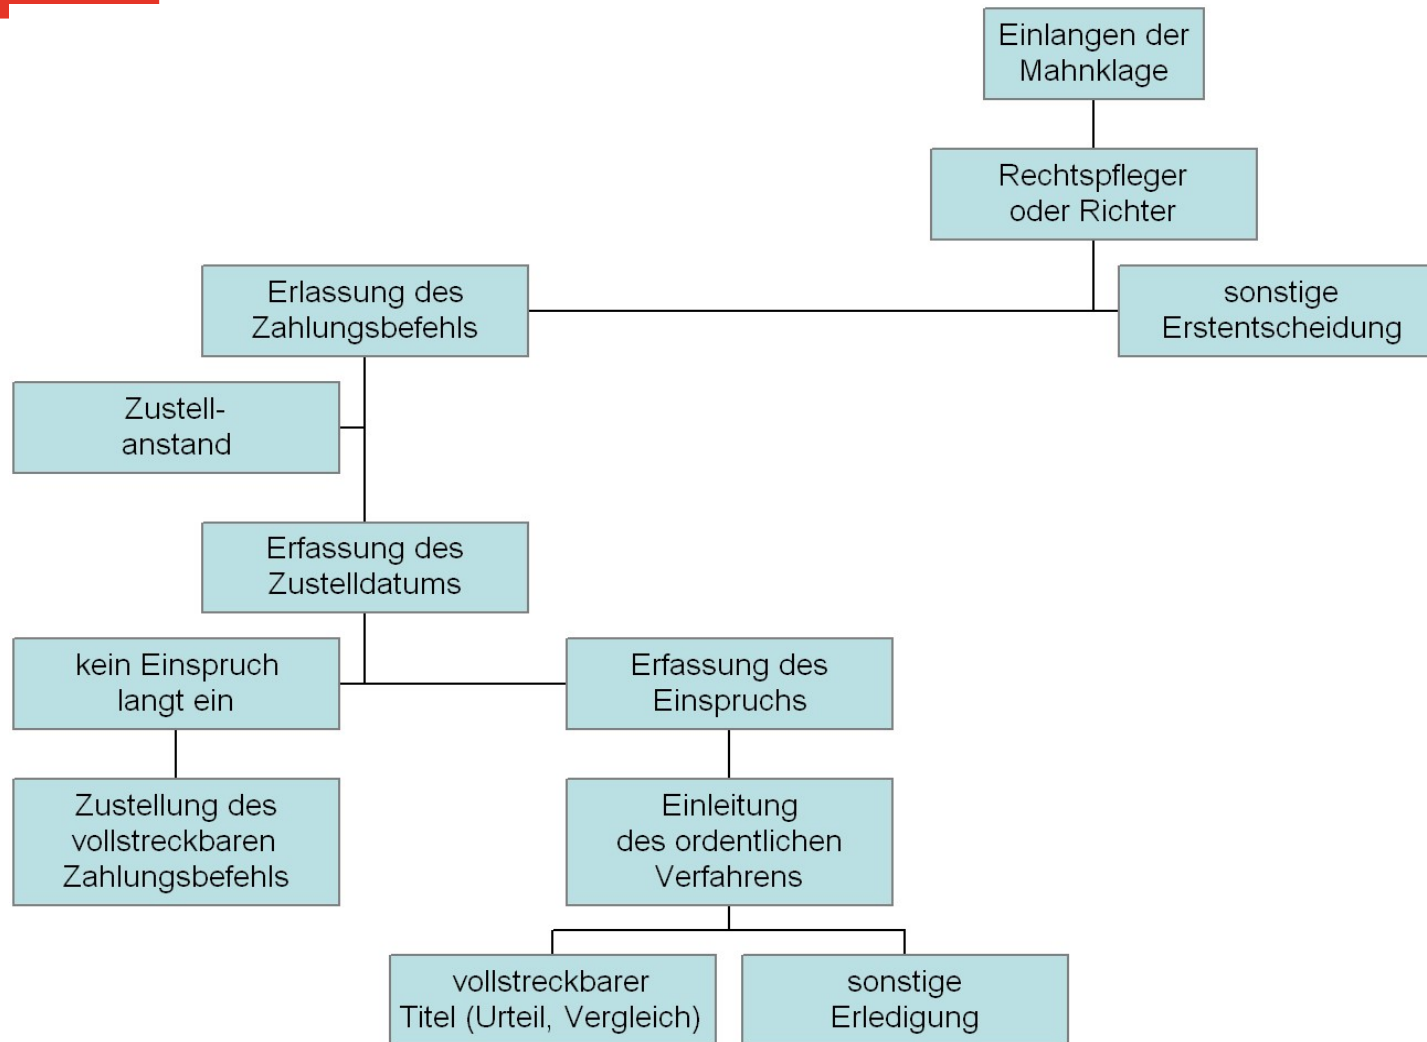 Einlangen der
Mahnklage
Rechtspfleger
oder Richter
Erlassung des
Zahlungsbefehls
sonstige
Erstentscheidung
Zustell-
anstand
Erfassung des
Zustelldatums
kein Einspruch
langt ein
Erfassung des
Einspruchs
Zustellung des
vollstreckbaren
Zahlungsbefehls
Einleitung
des ordentlichen
Verfahrens
vollstreckbarer
Titel (Urteil, Vergleich)
sonstige
Erledigung